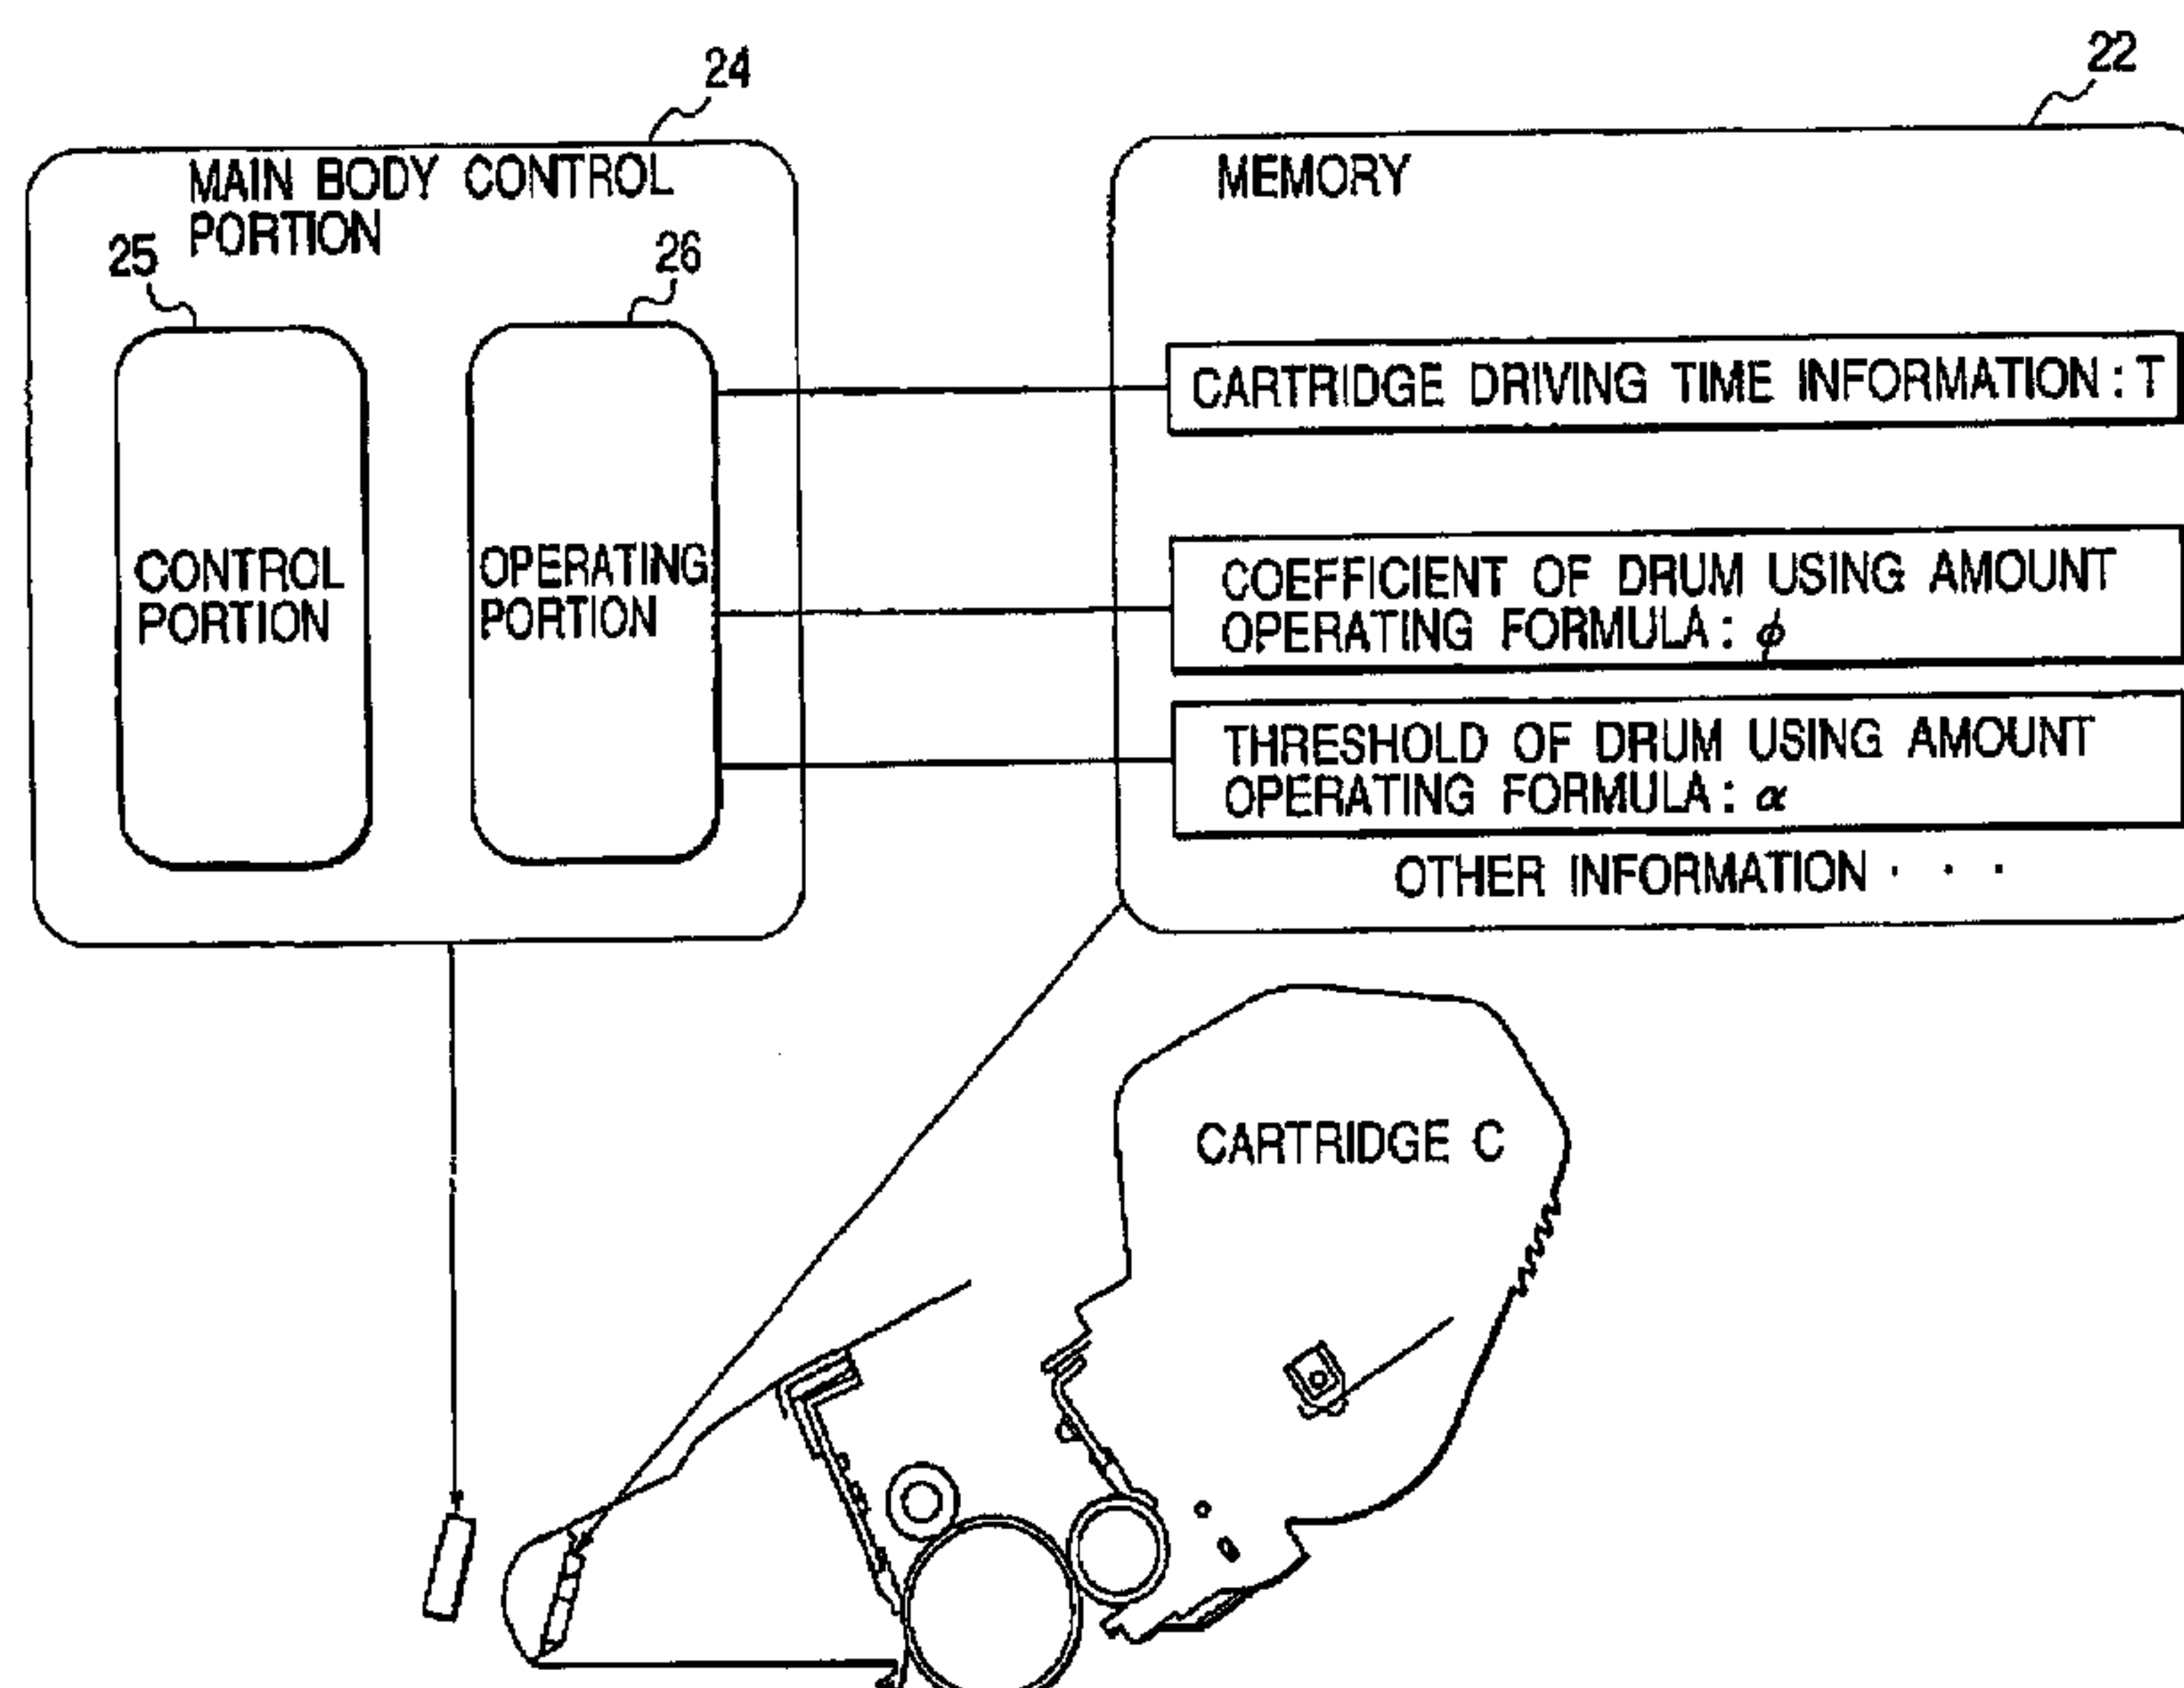 24
22
MAIN BODY CONTROL
PORTION
MEMORY
25
26
CARTRIDGE DRIVING TIME INFORMATION : T
CONTROL
PORTION
OPERATING
PORTION
COEFFICIENT OF DRUM USING AMOUNT
OPERATING FORMULA : ϕ
THRESHOLD OF DRUM USING AMOUNT
OPERATING FORMULA : α
OTHER INFORMATION · · ·
CARTRIDGE C